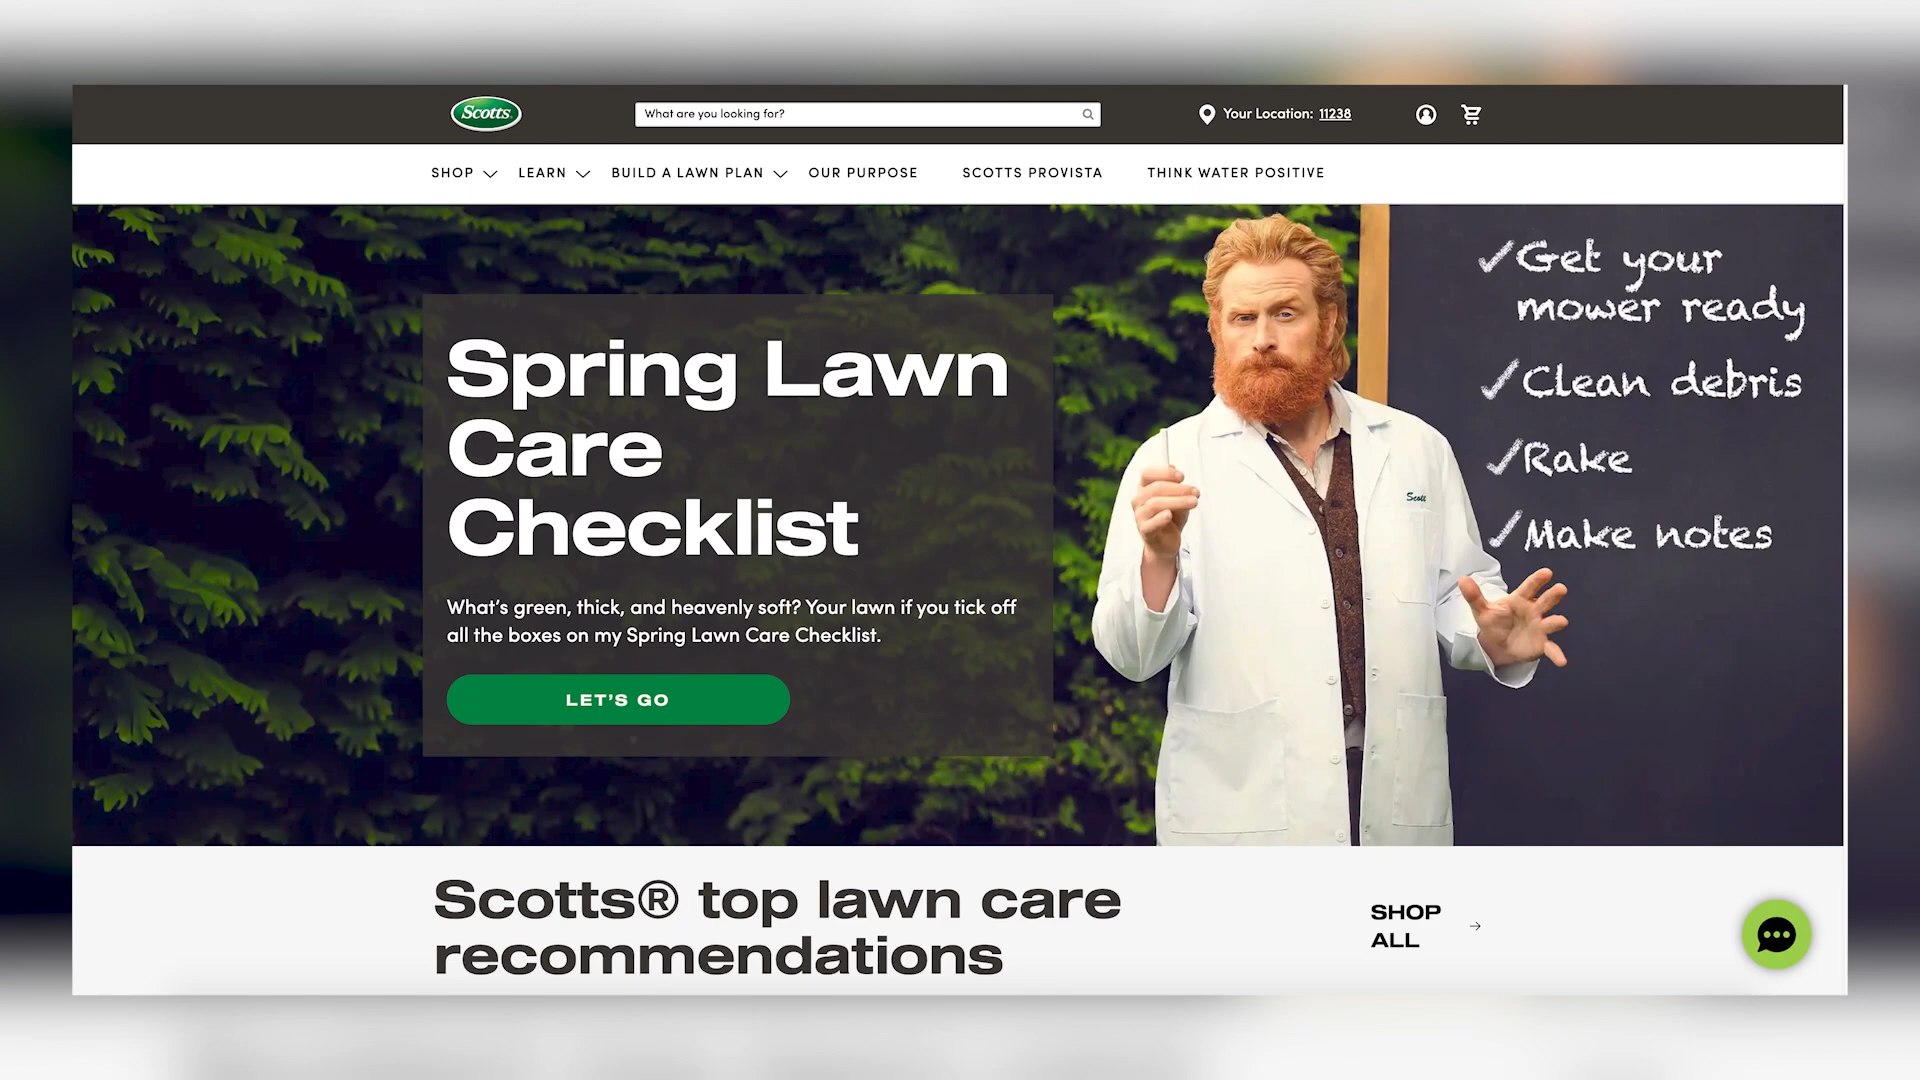 Scotts
What are you looking for?
Your Location: 11238
SHOP
LEARN
BUILD A LAWN PLAN
OUR PURPOSE
SCOTTS PROVISTA
THINK WATER POSITIVE
Spring Lawn
Care
Checklist
What's green, thick, and heavenly soft? Your lawn if you tick off
all the boxes on my Spring Lawn Care Checklist.
LET'S GO
Scott
✓Get your
mower ready
✓Clean debris
✓Rake
✓Make notes
Scotts® top lawn care
recommendations
SHOP
ALL →